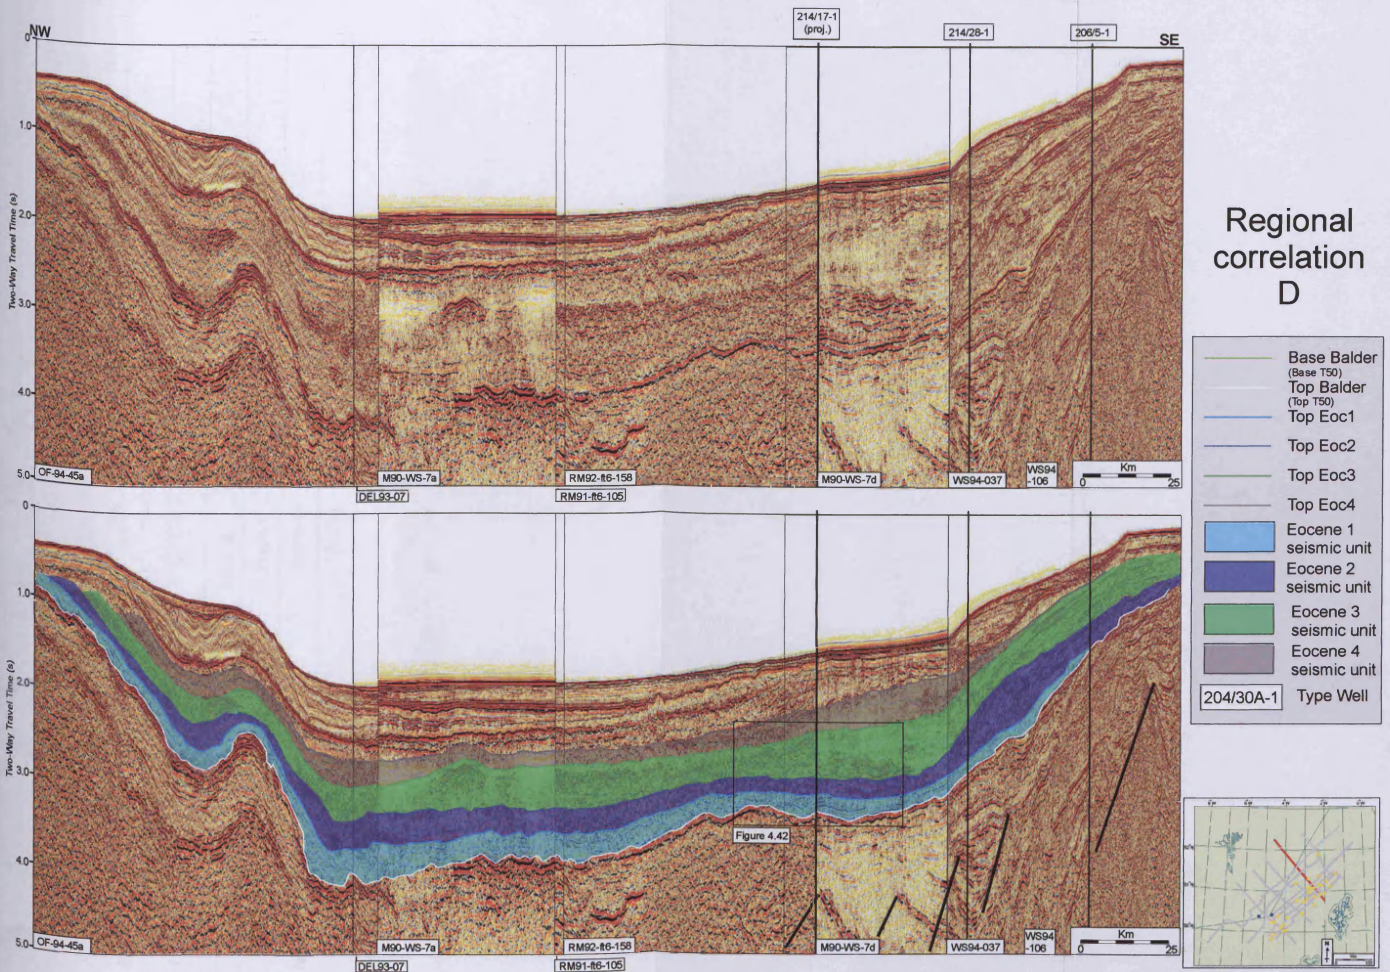 NW
214/17-1
(proj.)
214/28-1
206/5-1
SE
0
1.0
2.0
3.0
4.0
5.0
Two-Way Travel Time (s)
OF-94-45a
DEL93-07
M90-WS-7a
RM91-ft6-105
RM92-ft6-158
M90-WS-7d
WS94-037
WS94
-106
Km
0 25
0
1.0
2.0
3.0
4.0
5.0
Two-Way Travel Time (s)
Figure 4.42
OF-94-45a
DEL93-07
M90-WS-7a
RM91-ft6-105
RM92-ft6-158
M90-WS-7d
WS94-037
WS94
-106
Km
0 25
Regional
correlation
D
Base Balder
(Base T50)
Top Balder
(Top T50)
Top Eoc1
Top Eoc2
Top Eoc3
Top Eoc4
Eocene 1
seismic unit
Eocene 2
seismic unit
Eocene 3
seismic unit
Eocene 4
seismic unit
204/30A-1 Type Well